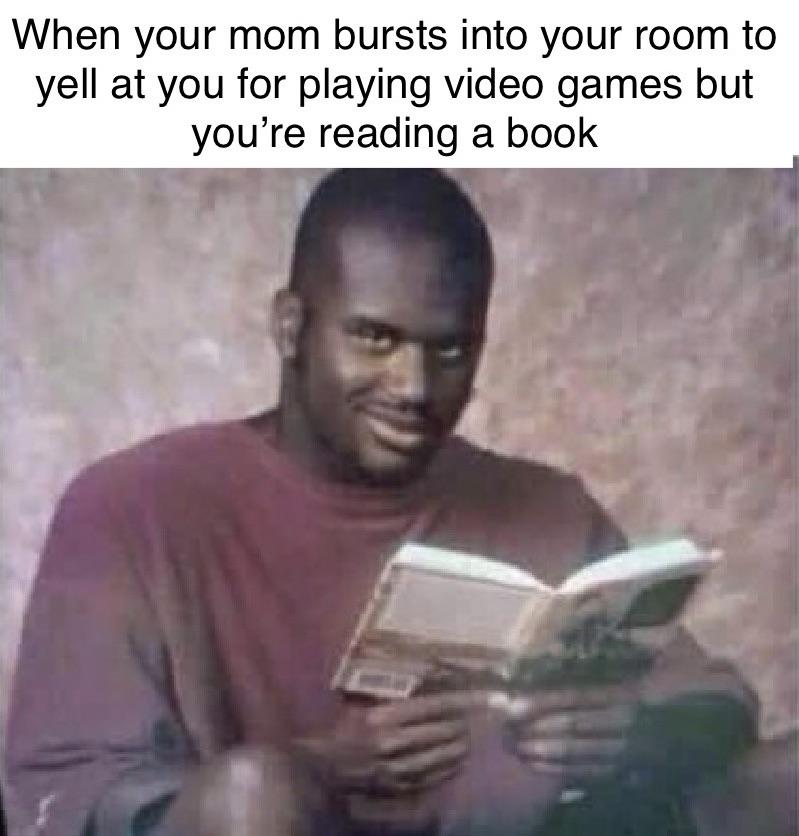 When your mom bursts into your room to
yell at you for playing video games but
you’re reading a book